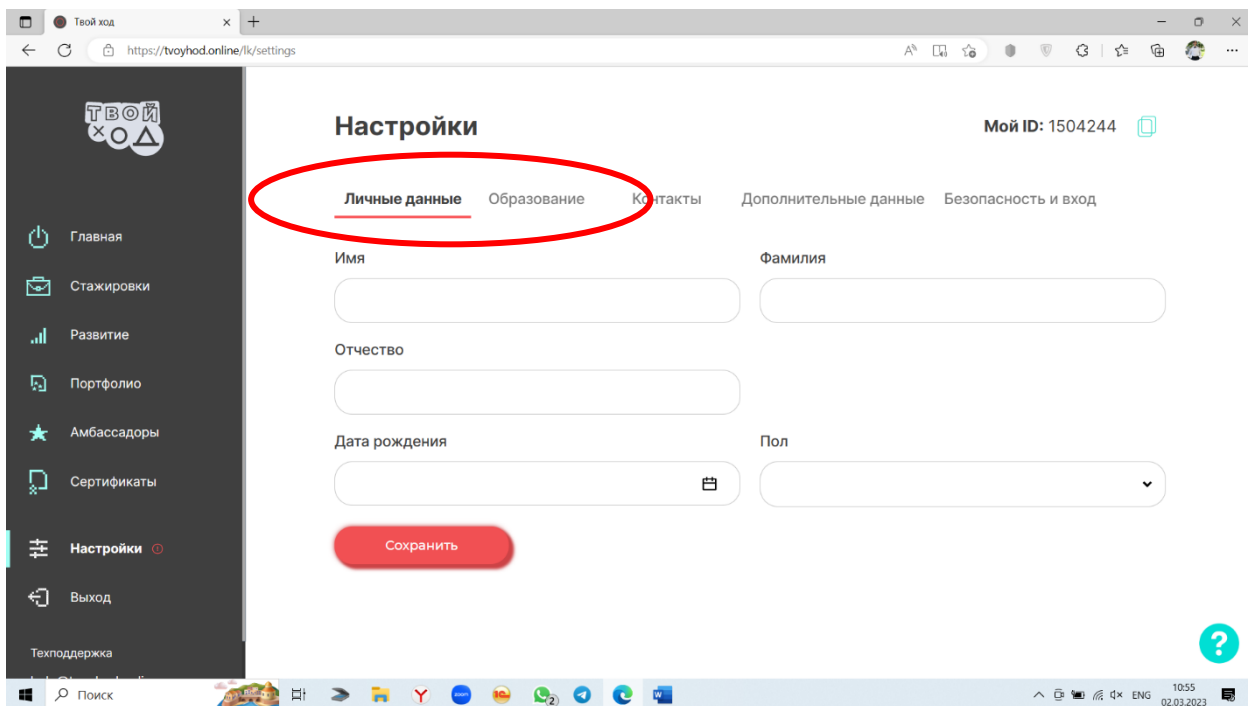 Твой ход
https://tvoyhod.online/lk/settings
ТВОЙ
ХОД
Настройки
Мой ID: 1504244
Личные данные Образование Контакты Дополнительные данные Безопасность и вход
Главная
Стажировки
Развитие
Портфолио
Амбассадоры
Сертификаты
Настройки
Выход
Техподдержка
Имя
Фамилия
Отчество
Дата рождения
Пол
Сохранить
?
Поиск
ENG
10:55
02.03.2023